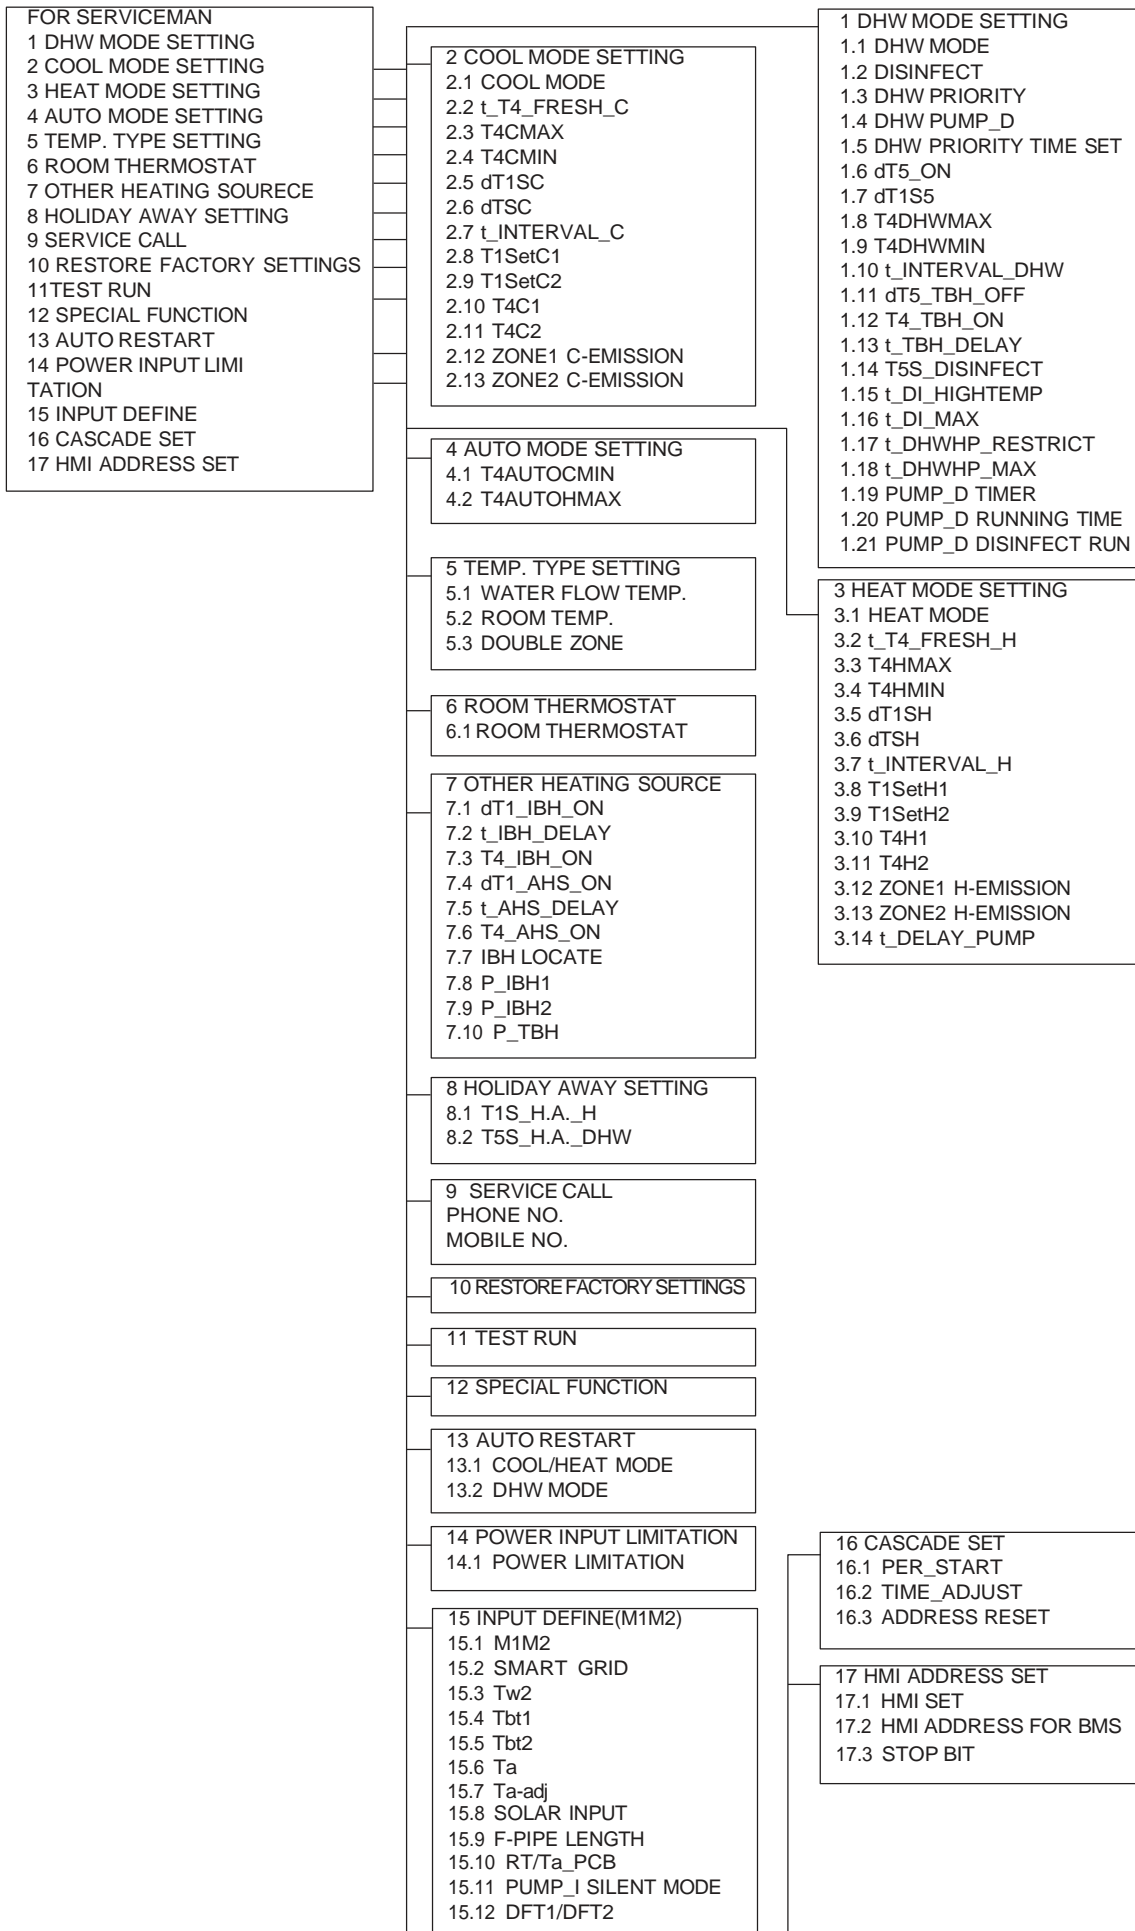 FOR SERVICEMAN
1 DHW MODE SETTING
2 COOL MODE SETTING
3 HEAT MODE SETTING
4 AUTO MODE SETTING
5 TEMP. TYPE SETTING
6 ROOM THERMOSTAT
7 OTHER HEATING SOURECE
8 HOLIDAY AWAY SETTING
9 SERVICE CALL
10 RESTORE FACTORY SETTINGS
11TEST RUN
12 SPECIAL FUNCTION
13 AUTO RESTART
14 POWER INPUT LIMI
TATION
15 INPUT DEFINE
16 CASCADE SET
17 HMI ADDRESS SET
1 DHW MODE SETTING
1.1 DHW MODE
1.2 DISINFECT
1.3 DHW PRIORITY
1.4 DHW PUMP_D
1.5 DHW PRIORITY TIME SET
1.6 dT5_ON
1.7 dT1S5
1.8 T4DHWMAX
1.9 T4DHWMIN
1.10 t_INTERVAL_DHW
1.11 dT5_TBH_OFF
1.12 T4_TBH_ON
1.13 t_TBH_DELAY
1.14 T5S_DISINFECT
1.15 t_DI_HIGHTEMP
1.16 t_DI_MAX
1.17 t_DHWHP_RESTRICT
1.18 t_DHWHP_MAX
1.19 PUMP_D TIMER
1.20 PUMP_D RUNNING TIME
1.21 PUMP_D DISINFECT RUN
2 COOL MODE SETTING
2.1 COOL MODE
2.2 t_T4_FRESH_C
2.3 T4CMAX
2.4 T4CMIN
2.5 dT1SC
2.6 dTSC
2.7 t_INTERVAL_C
2.8 T1SetC1
2.9 T1SetC2
2.10 T4C1
2.11 T4C2
2.12 ZONE1 C-EMISSION
2.13 ZONE2 C-EMISSION
3 HEAT MODE SETTING
3.1 HEAT MODE
3.2 t_T4_FRESH_H
3.3 T4HMAX
3.4 T4HMIN
3.5 dT1SH
3.6 dTSH
3.7 t_INTERVAL_H
3.8 T1SetH1
3.9 T1SetH2
3.10 T4H1
3.11 T4H2
3.12 ZONE1 H-EMISSION
3.13 ZONE2 H-EMISSION
3.14 t_DELAY_PUMP
4 AUTO MODE SETTING
4.1 T4AUTOCMIN
4.2 T4AUTOHMAX
5 TEMP. TYPE SETTING
5.1 WATER FLOW TEMP.
5.2 ROOM TEMP.
5.3 DOUBLE ZONE
6 ROOM THERMOSTAT
6.1 ROOM THERMOSTAT
7 OTHER HEATING SOURCE
7.1 dT1_IBH_ON
7.2 t_IBH_DELAY
7.3 T4_IBH_ON
7.4 dT1_AHS_ON
7.5 t_AHS_DELAY
7.6 T4_AHS_ON
7.7 IBH LOCATE
7.8 P_IBH1
7.9 P_IBH2
7.10 P_TBH
8 HOLIDAY AWAY SETTING
8.1 T1S_H.A._H
8.2 T5S_H.A._DHW
9 SERVICE CALL
PHONE NO.
MOBILE NO.
10 RESTORE FACTORY SETTINGS
11 TEST RUN
12 SPECIAL FUNCTION
13 AUTO RESTART
13.1 COOL/HEAT MODE
13.2 DHW MODE
14 POWER INPUT LIMITATION
14.1 POWER LIMITATION
15 INPUT DEFINE(M1M2)
15.1 M1M2
15.2 SMART GRID
15.3 Tw2
15.4 Tbt1
15.5 Tbt2
15.6 Ta
15.7 Ta-adj
15.8 SOLAR INPUT
15.9 F-PIPE LENGTH
15.10 RT/Ta_PCB
15.11 PUMP_I SILENT MODE
15.12 DFT1/DFT2
16 CASCADE SET
16.1 PER_START
16.2 TIME_ADJUST
16.3 ADDRESS RESET
17 HMI ADDRESS SET
17.1 HMI SET
17.2 HMI ADDRESS FOR BMS
17.3 STOP BIT